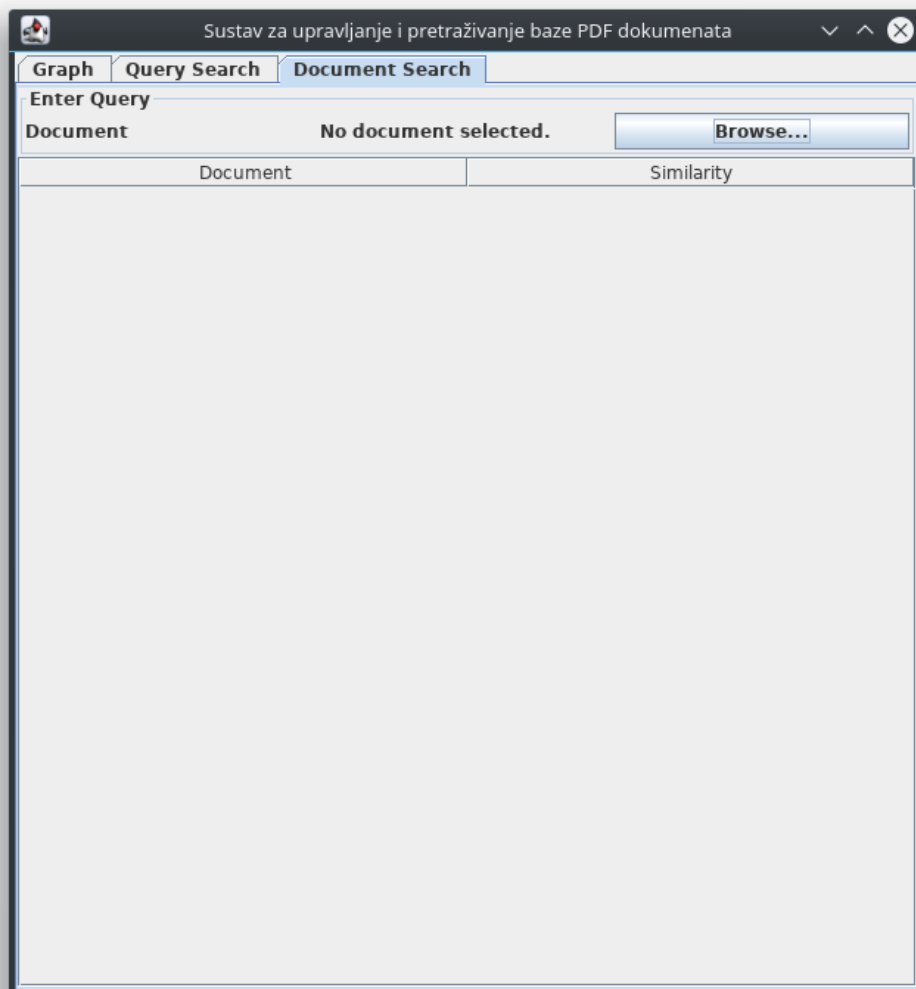 Sustav za upravljanje i pretraživanje baze PDF dokumenata
Graph Query Search Document Search
Enter Query
Document No document selected. Browse...
Document Similarity